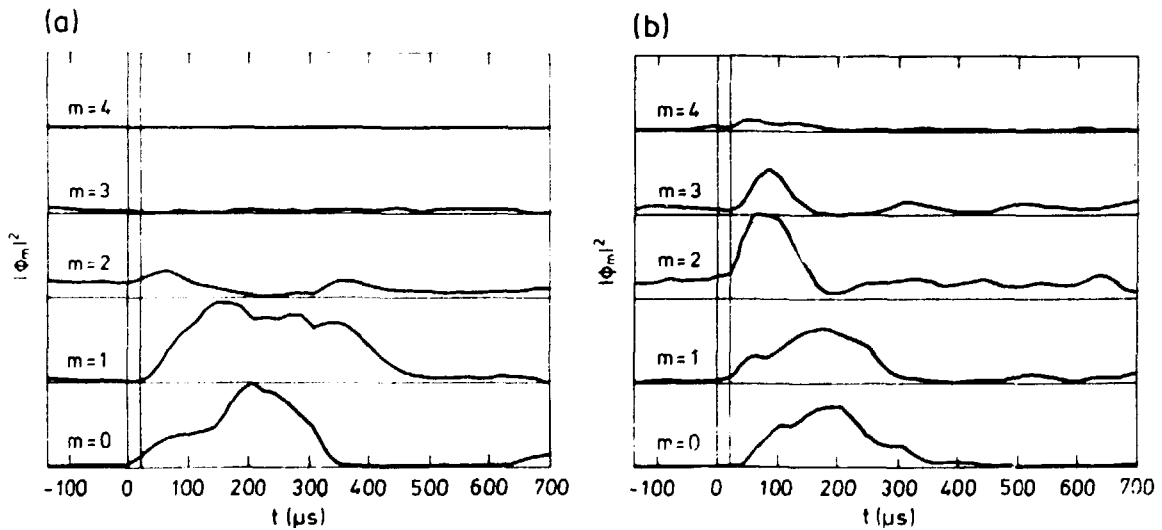 (a)
m = 4
m = 3
m = 2
m = 1
m = 0
|Φm|²
-100 0 100 200 300 400 500 600 700
t (μs)
(b)
m = 4
m = 3
m = 2
m = 1
m = 0
|Φm|²
-100 0 100 200 300 400 500 600 700
t (μs)